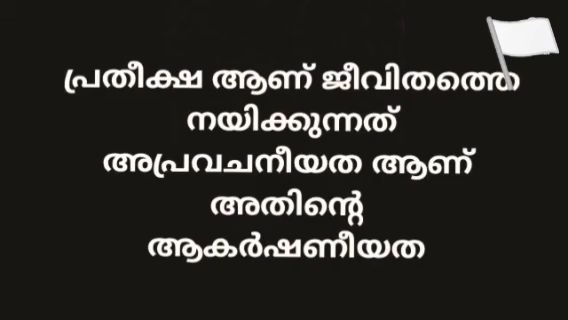 പ്രതീക്ഷ ആണ് ജീവിതത്തെ
നയിക്കുന്നത്
അപ്രവചനീയത ആണ്
അതിന്റെ
ആകർഷണീയത